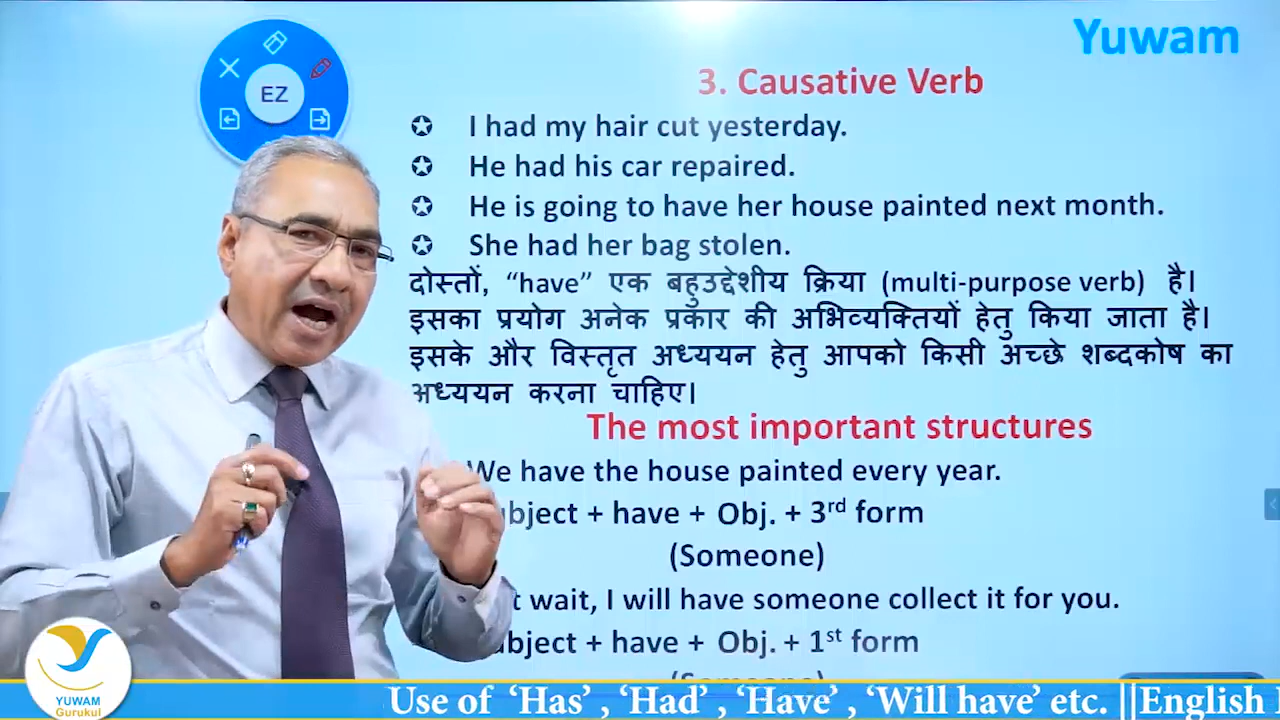 Yuwam
EZ
3. Causative Verb
✪ I had my hair cut yesterday.
✪ He had his car repaired.
✪ He is going to have her house painted next month.
✪ She had her bag stolen.
दोस्तों, “have” एक बहुउद्देशीय क्रिया (multi-purpose verb) है।
इसका प्रयोग अनेक प्रकार की अभिव्यक्तियों हेतु किया जाता है।
इसके और विस्तृत अध्ययन हेतु आपको किसी अच्छे शब्दकोष का
अध्ययन करना चाहिए।
The most important structures
We have the house painted every year.
ubject + have + Obj. + 3rd form
(Someone)
t wait, I will have someone collect it for you.
ubject + have + Obj. + 1st form
YUWAM
Gurukul
Use of ‘Has’ , ‘Had’ , ‘Have’ , ‘Will have’ etc. ||English